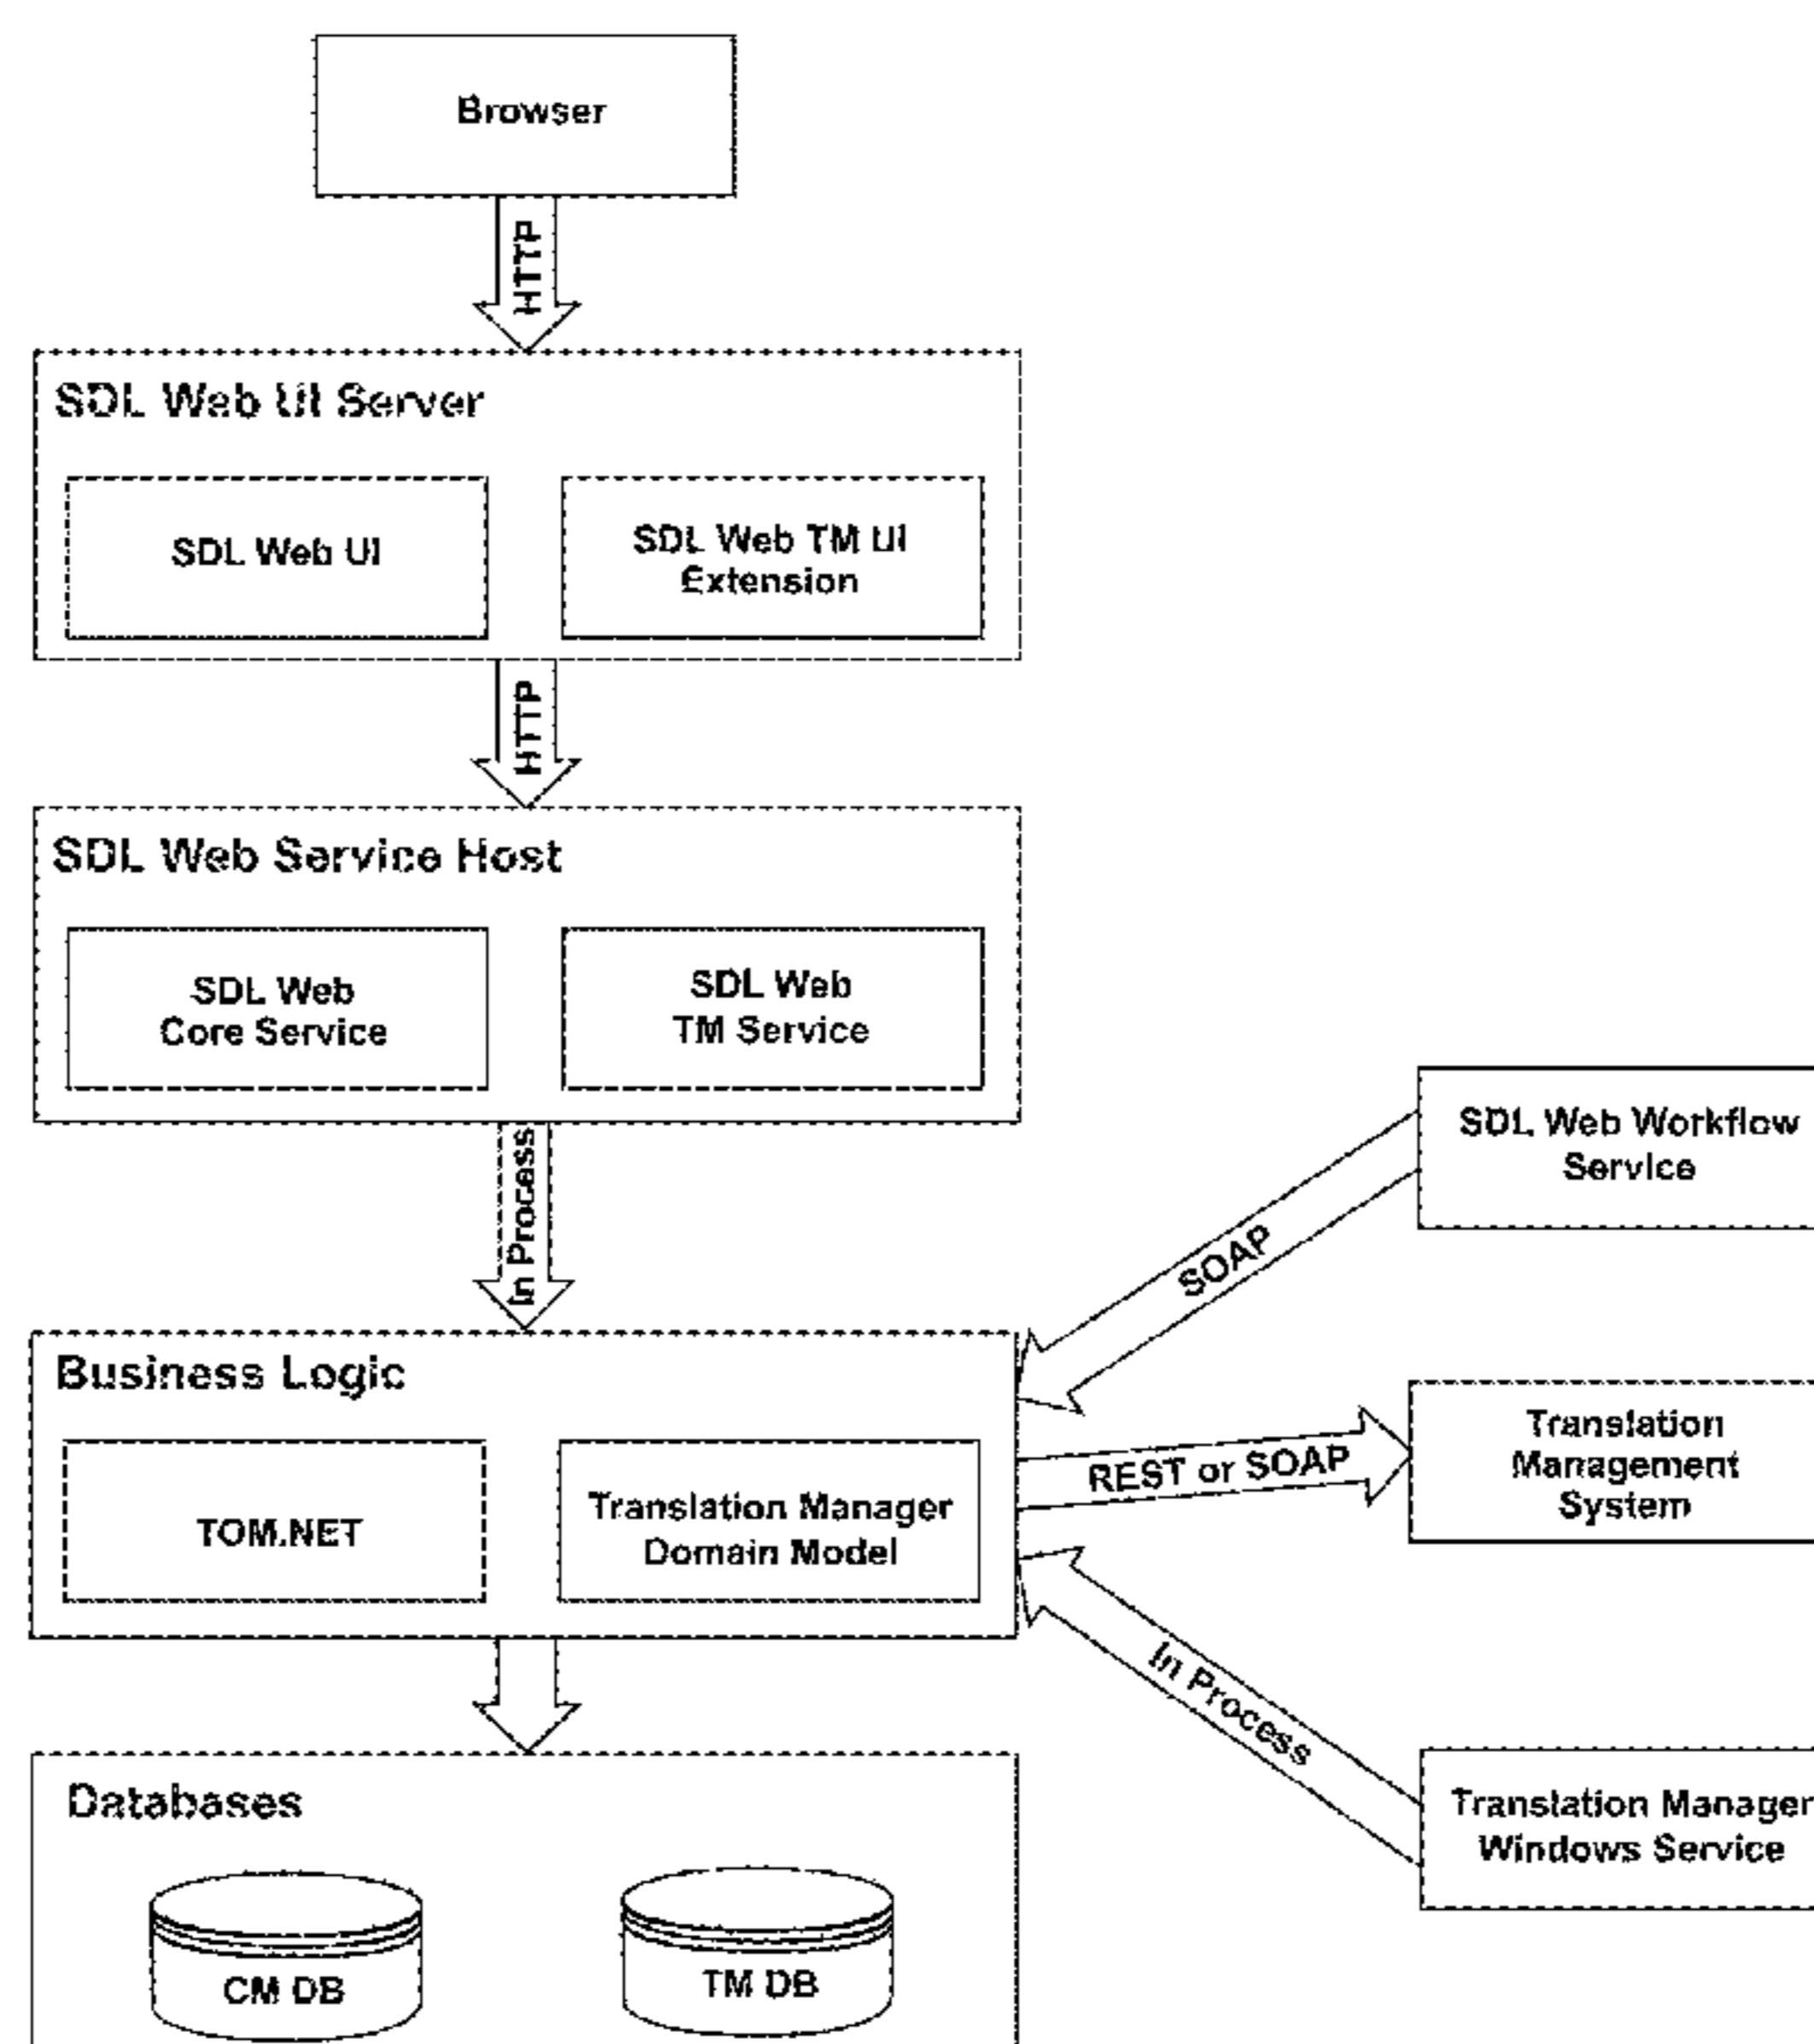 Browser
HTTP
SDL Web UI Server
SDL Web UI
SDL Web TM UI
Extension
HTTP
SDL Web Service Host
SDL Web
Core Service
SDL Web
TM Service
In Process
SDL Web Workflow
Service
SOAP
Business Logic
TOM.NET
Translation Manager
Domain Model
REST or SOAP
Translation
Management
System
In Process
Translation Manager
Windows Service
Databases
CM DB
TM DB